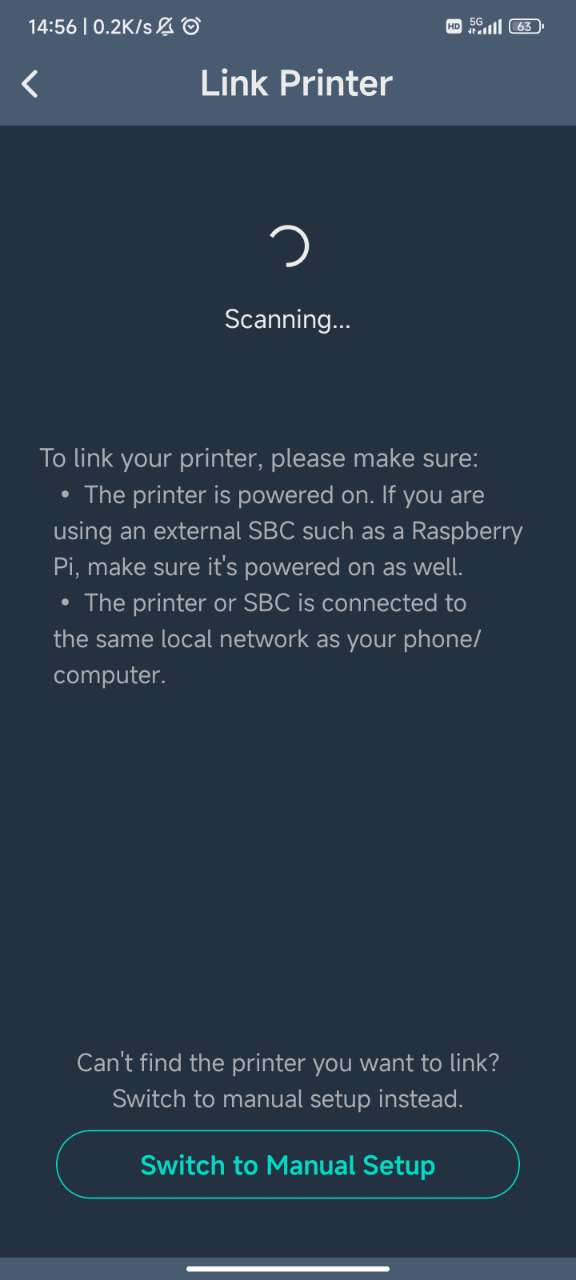 14:56 | 0.2K/s HD 5G 63
Link Printer
Scanning...
To link your printer, please make sure:
• The printer is powered on. If you are
using an external SBC such as a Raspberry
Pi, make sure it's powered on as well.
• The printer or SBC is connected to
the same local network as your phone/
computer.
Can't find the printer you want to link?
Switch to manual setup instead.
Switch to Manual Setup